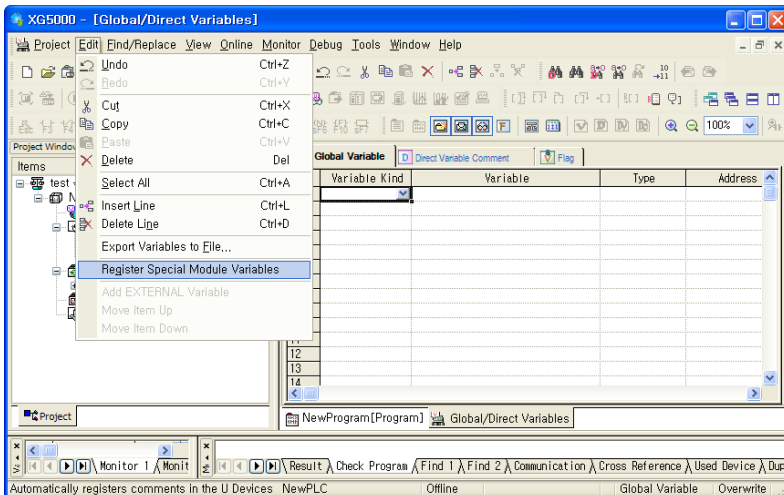 XG5000 - [Global/Direct Variables]
Project Edit Find/Replace View Online Monitor Debug Tools Window Help
Undo Ctrl+Z
Redo Ctrl+Y
Cut Ctrl+X
Copy Ctrl+C
Paste Ctrl+V
Delete Del
Select All Ctrl+A
Insert Line Ctrl+L
Delete Line Ctrl+D
Export Variables to File...
Register Special Module Variables
Add EXTERNAL Variable
Move Item Up
Move Item Down
100%
Project Window
Items
test
Global Variable D Direct Variable Comment Flag
Variable Kind Variable Type Address
12
13
14
Project
NewProgram[Program] Global/Direct Variables
Monitor 1 Monit
Result Check Program Find 1 Find 2 Communication Cross Reference Used Device Dup
Automatically registers comments in the U Devices NewPLC Offline Global Variable Overwrite